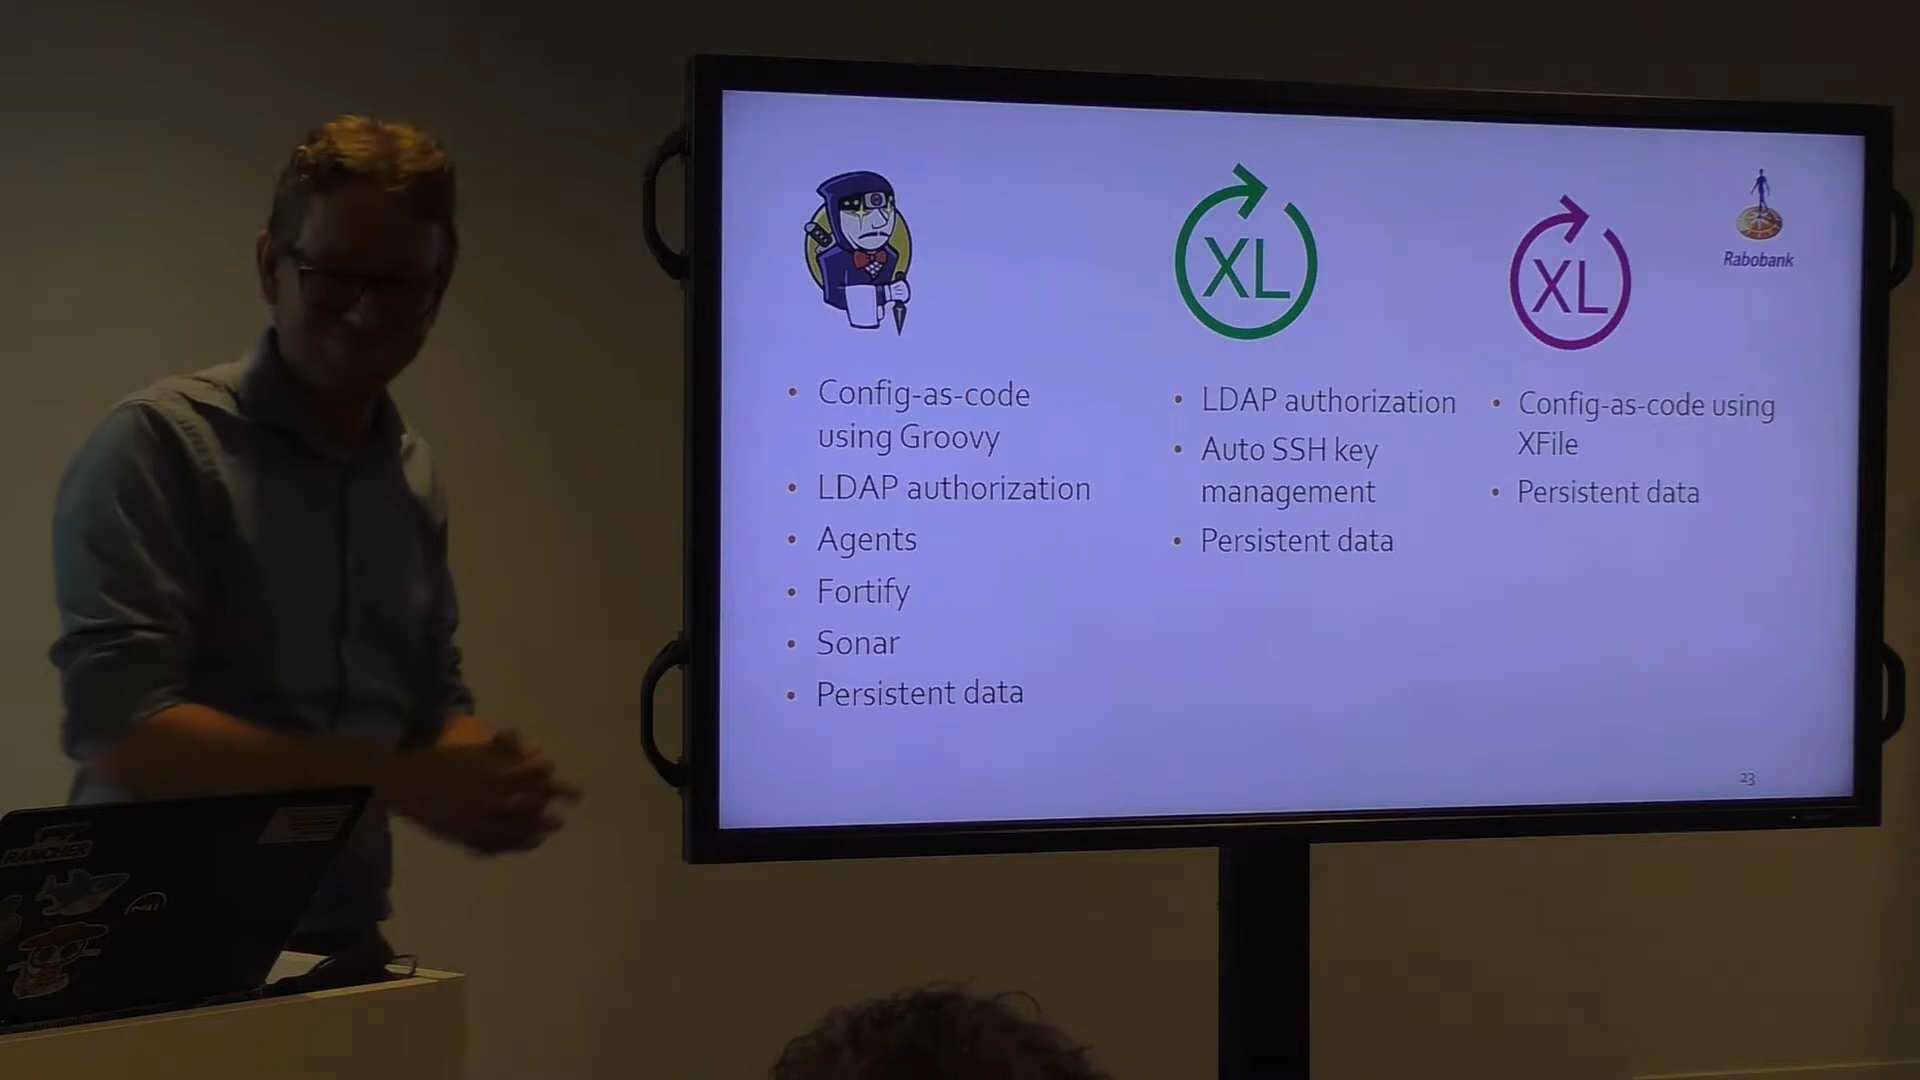 XL
XL
Rabobank
• Config-as-code
using Groovy
• LDAP authorization
• Agents
• Fortify
• Sonar
• Persistent data
• LDAP authorization
• Auto SSH key
management
• Persistent data
• Config-as-code using
XFile
• Persistent data
23
RANCHER